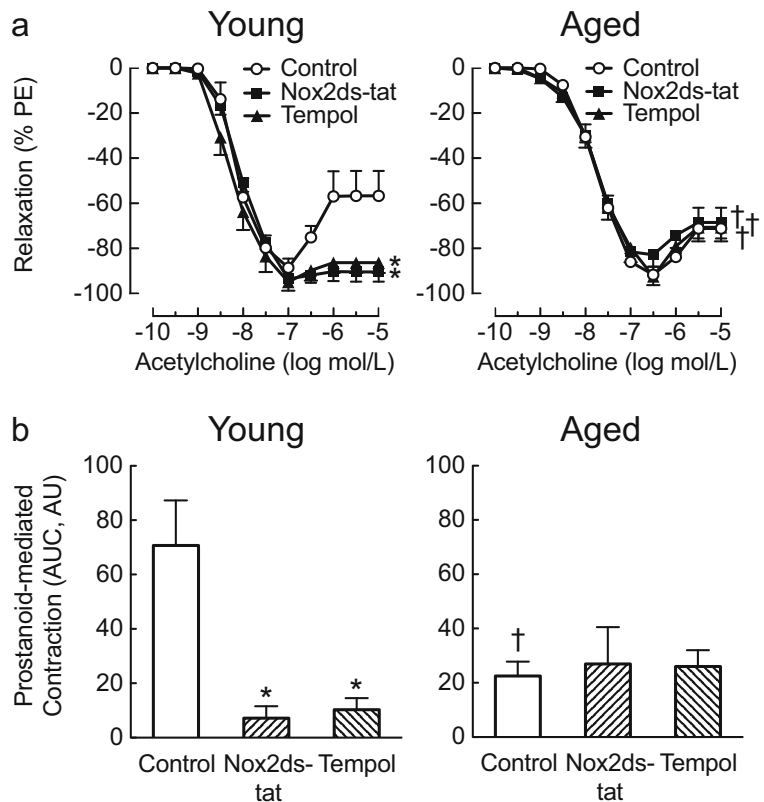 a
Young
Aged
Relaxation (% PE)
0
-20
-40
-60
-80
-100
Control
Nox2ds-tat
Tempol
*
*
-10 -9 -8 -7 -6 -5
Acetylcholine (log mol/L)
0
-20
-40
-60
-80
-100
Control
Nox2ds-tat
Tempol
††
†
-10 -9 -8 -7 -6 -5
Acetylcholine (log mol/L)
b
Young
Aged
Prostanoid-mediated
Contraction (AUC, AU)
100
80
60
40
20
0
* *
Control Nox2ds- Tempol
tat
100
80
60
40
20
0
†
Control Nox2ds- Tempol
tat